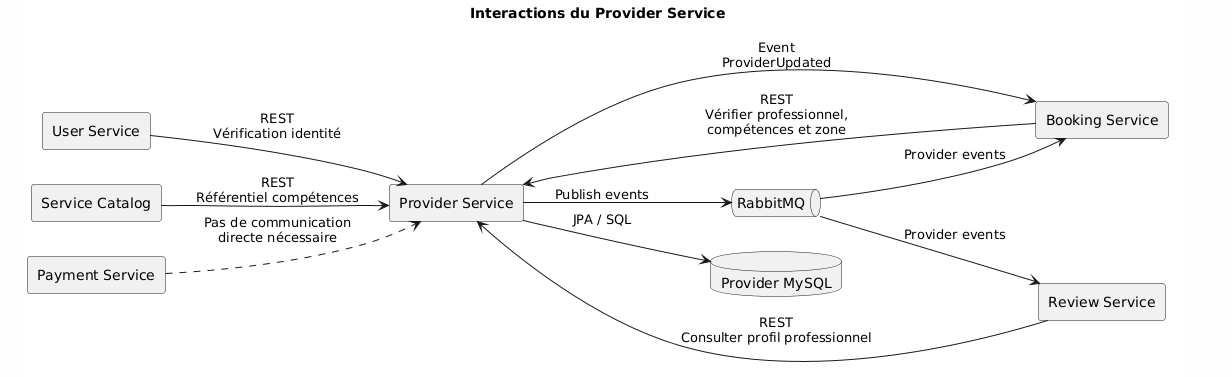 Interactions du Provider Service
Event
ProviderUpdated
REST
Vérifier professionnel,
compétences et zone
REST
Vérification identité
User Service
Booking Service
Provider events
REST
Référentiel compétences
Service Catalog
Provider Service
Publish events
RabbitMQ
JPA / SQL
Pas de communication
directe nécessaire
Provider events
Payment Service
Provider MySQL
Review Service
REST
Consulter profil professionnel